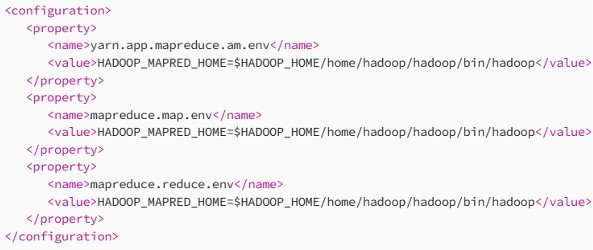 <configuration>
<property>
<name>yarn.app.mapreduce.am.env</name>
<value>HADOOP_MAPRED_HOME=$HADOOP_HOME/home/hadoop/hadoop/bin/hadoop</value>
</property>
<property>
<name>mapreduce.map.env</name>
<value>HADOOP_MAPRED_HOME=$HADOOP_HOME/home/hadoop/hadoop/bin/hadoop</value>
</property>
<property>
<name>mapreduce.reduce.env</name>
<value>HADOOP_MAPRED_HOME=$HADOOP_HOME/home/hadoop/hadoop/bin/hadoop</value>
</property>
</configuration>